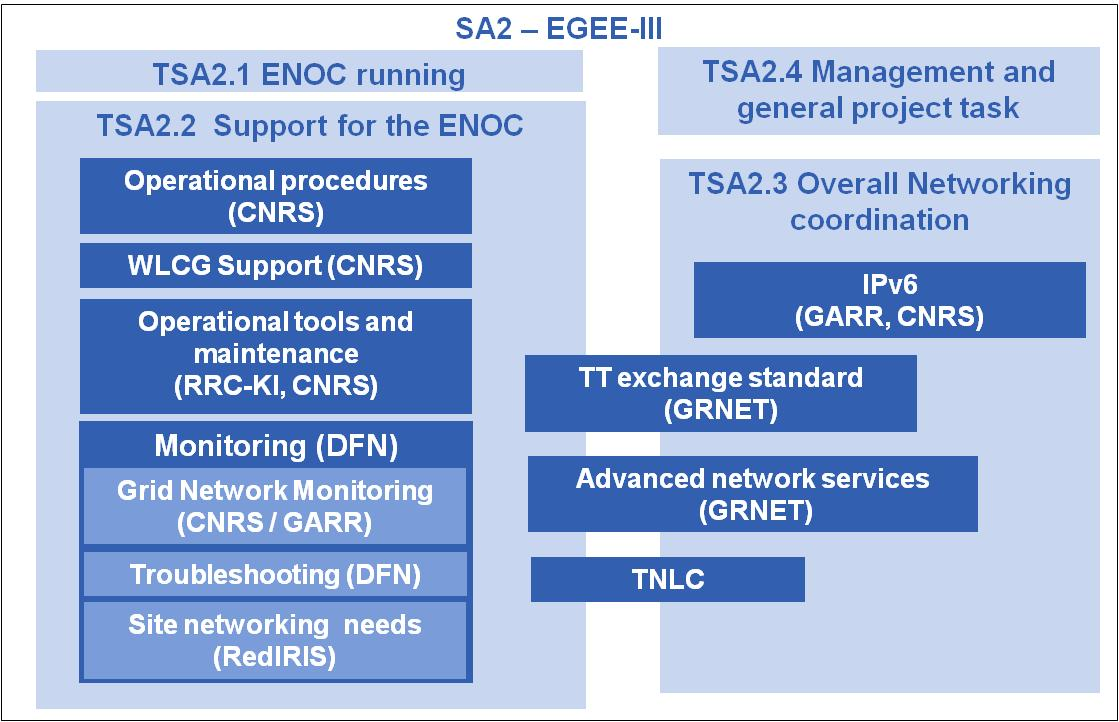 SA2 – EGEE-III
TSA2.1 ENOC running
TSA2.2 Support for the ENOC
Operational procedures
(CNRS)
WLCG Support (CNRS)
Operational tools and
maintenance
(RRC-KI, CNRS)
Monitoring (DFN)
Grid Network Monitoring
(CNRS / GARR)
Troubleshooting (DFN)
Site networking needs
(RedIRIS)
TSA2.4 Management and
general project task
TSA2.3 Overall Networking
coordination
IPv6
(GARR, CNRS)
TT exchange standard
(GRNET)
Advanced network services
(GRNET)
TNLC